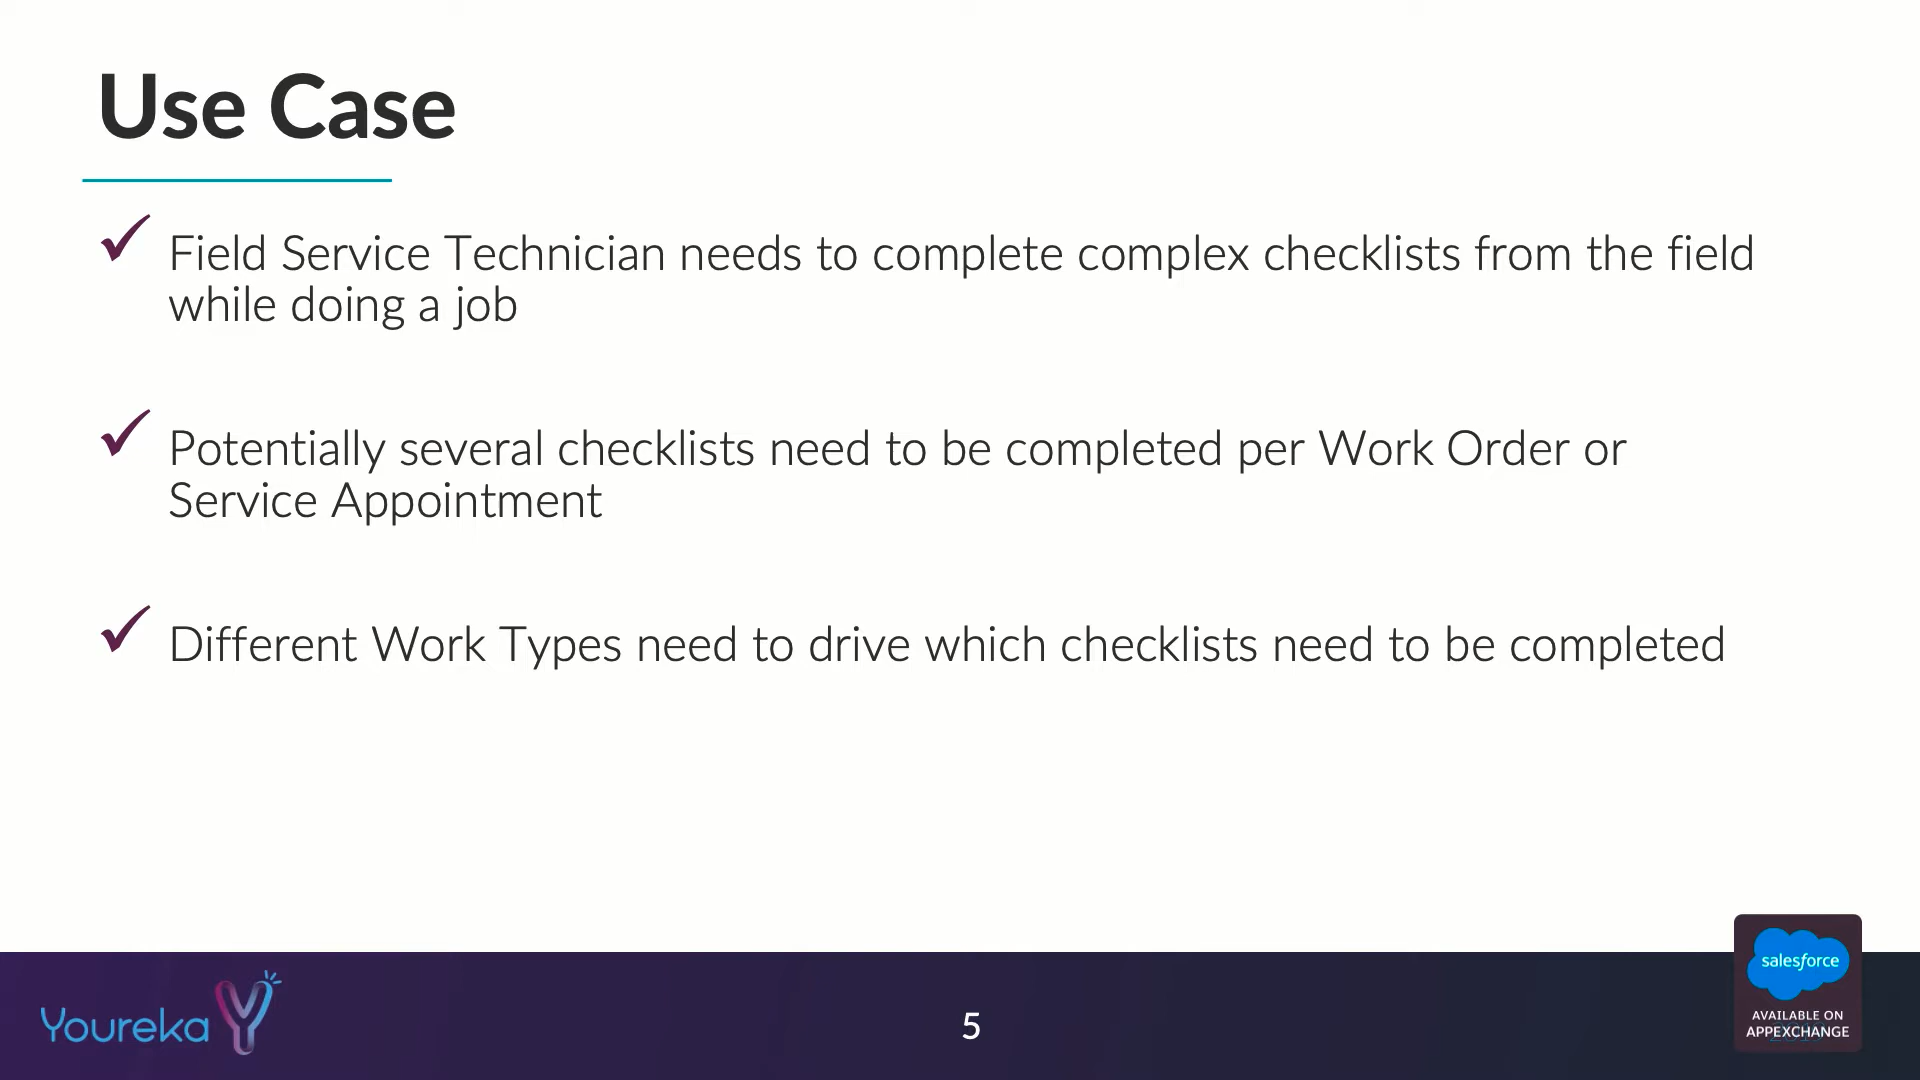 Use Case
Field Service Technician needs to complete complex checklists from the field
while doing a job
Potentially several checklists need to be completed per Work Order or
Service Appointment
Different Work Types need to drive which checklists need to be completed
Youreka
5
salesforce
AVAILABLE ON
APPEXCHANGE